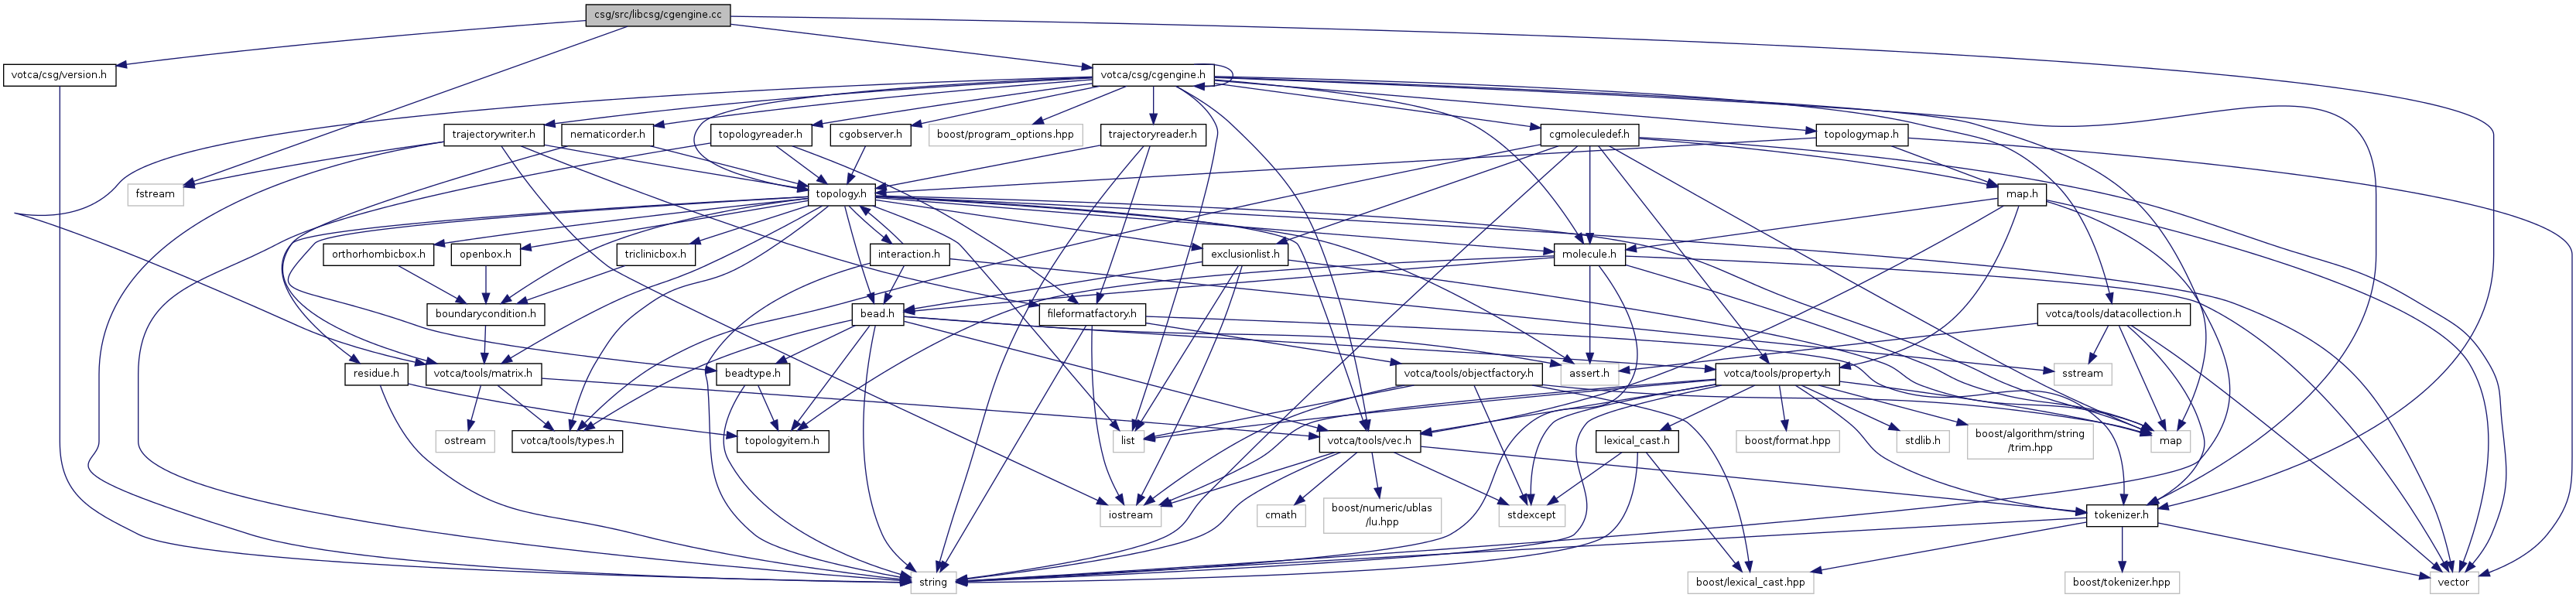 csg/src/libcsg/cgengine.cc
votca/csg/version.h
votca/csg/cgengine.h
trajectorywriter.h
nematicorder.h
topologyreader.h
cgobserver.h
boost/program_options.hpp
trajectoryreader.h
cgmoleculedef.h
topologymap.h
fstream
topology.h
map.h
orthorhombicbox.h
openbox.h
triclinicbox.h
interaction.h
exclusionlist.h
molecule.h
boundarycondition.h
bead.h
fileformatfactory.h
votca/tools/datacollection.h
residue.h
votca/tools/matrix.h
beadtype.h
votca/tools/objectfactory.h
assert.h
votca/tools/property.h
sstream
ostream
votca/tools/types.h
topologyitem.h
list
votca/tools/vec.h
lexical_cast.h
boost/format.hpp
stdlib.h
boost/algorithm/string
/trim.hpp
map
iostream
cmath
boost/numeric/ublas
/lu.hpp
stdexcept
tokenizer.h
string
boost/lexical_cast.hpp
boost/tokenizer.hpp
vector